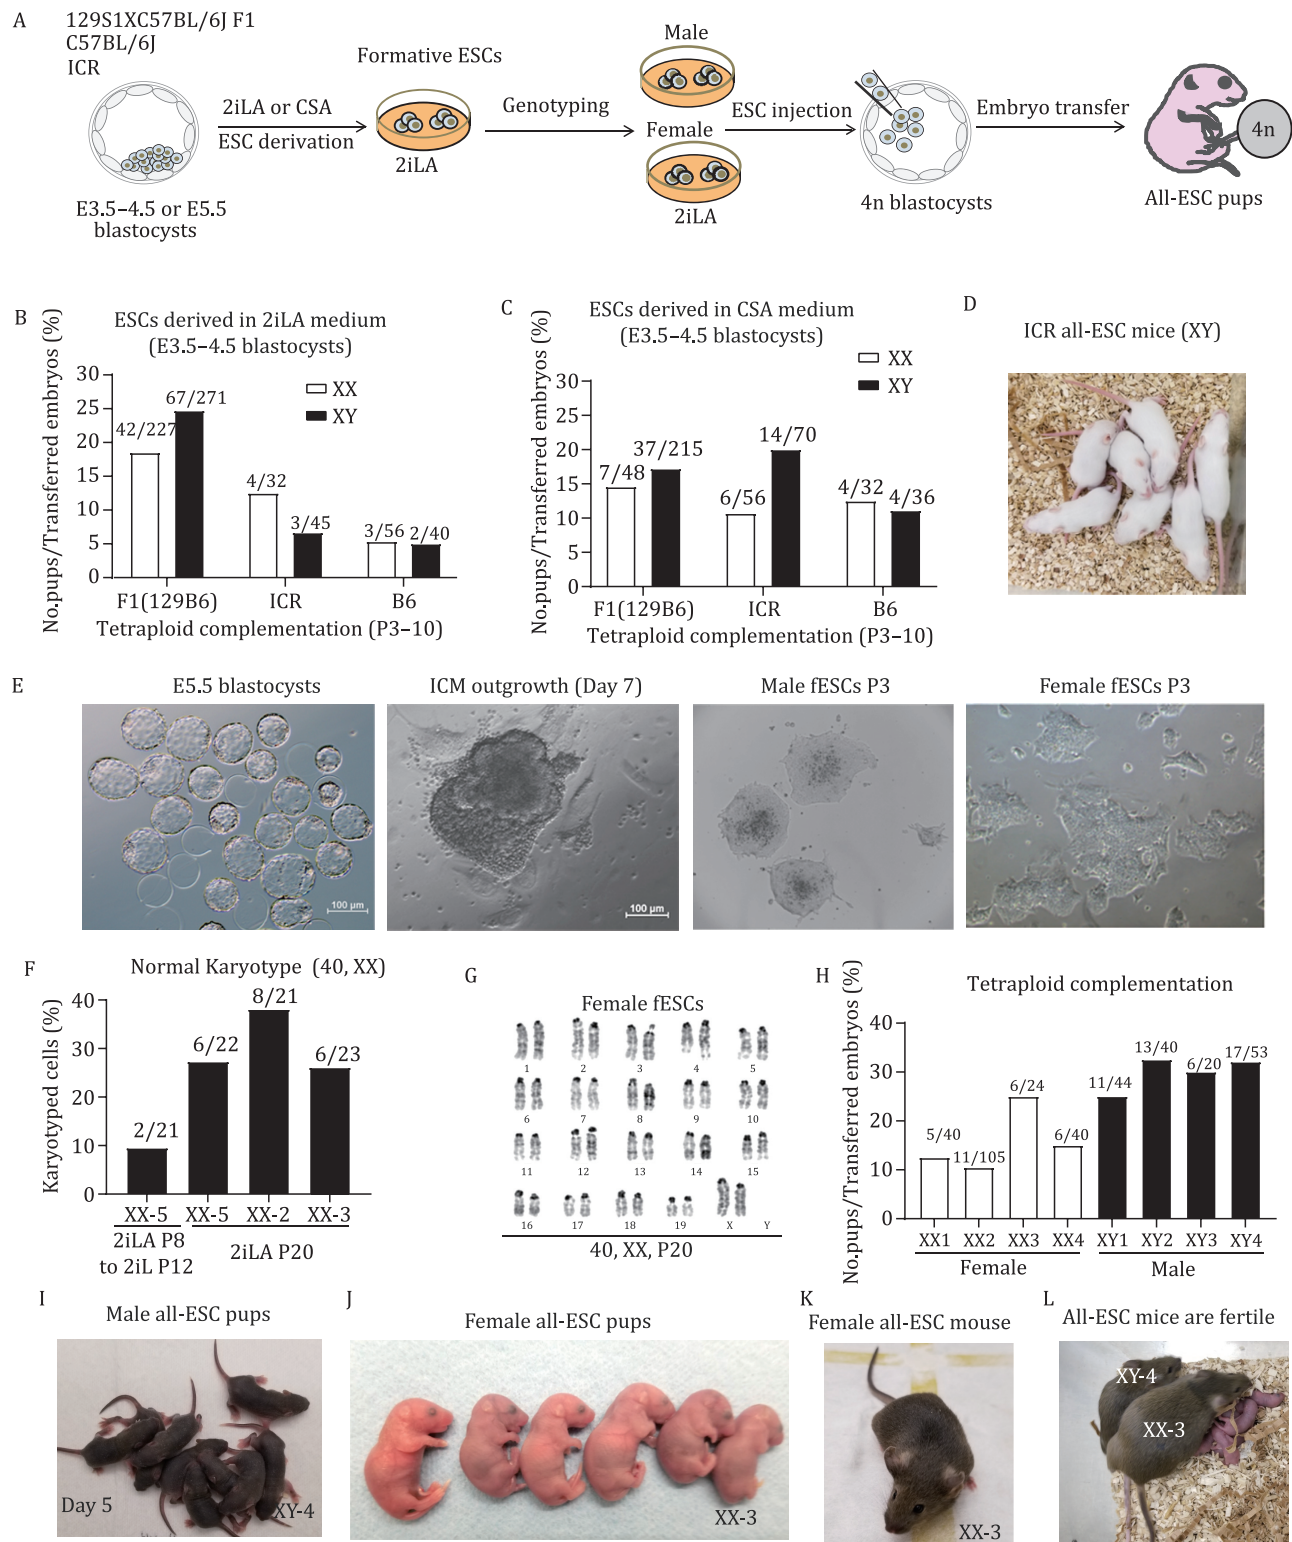 A
129S1XC57BL/6J F1
C57BL/6J
ICR
2iLA or CSA
ESC derivation
E3.5–4.5 or E5.5
blastocysts
Formative ESCs
2iLA
Genotyping
Male
Female
2iLA
ESC injection
4n blastocysts
Embryo transfer
4n
All-ESC pups
B
ESCs derived in 2iLA medium
(E3.5–4.5 blastocysts)
No.pups/Transferred embryos (%)
30
25
20
15
10
5
0
XX
XY
42/227
67/271
4/32
3/45
3/56
2/40
F1(129B6)
ICR
B6
Tetraploid complementation (P3–10)
C
ESCs derived in CSA medium
(E3.5–4.5 blastocysts)
No.pups/Transferred embryos (%)
30
25
20
15
10
5
0
XX
XY
7/48
37/215
6/56
14/70
4/32
4/36
F1(129B6)
ICR
B6
Tetraploid complementation (P3–10)
D
ICR all-ESC mice (XY)
E
E5.5 blastocysts
100 μm
ICM outgrowth (Day 7)
100 μm
Male fESCs P3
Female fESCs P3
F
Normal Karyotype (40, XX)
Karyotyped cells (%)
40
30
20
10
0
2/21
6/22
8/21
6/23
XX-5
XX-5
XX-2
XX-3
2iLA P8
to 2iL P12
2iLA P20
G
Female fESCs
1 2 3 4 5
6 7 8 9 10
11 12 13 14 15
16 17 18 19 X Y
40, XX, P20
H
Tetraploid complementation
No.pups/Transferred embryos (%)
40
30
20
10
0
5/40
11/105
6/24
6/40
11/44
13/40
6/20
17/53
XX1
XX2
XX3
XX4
XY1
XY2
XY3
XY4
Female
Male
I
Male all-ESC pups
Day 5
XY-4
J
Female all-ESC pups
XX-3
K
Female all-ESC mouse
XX-3
L
All-ESC mice are fertile
XY-4
XX-3